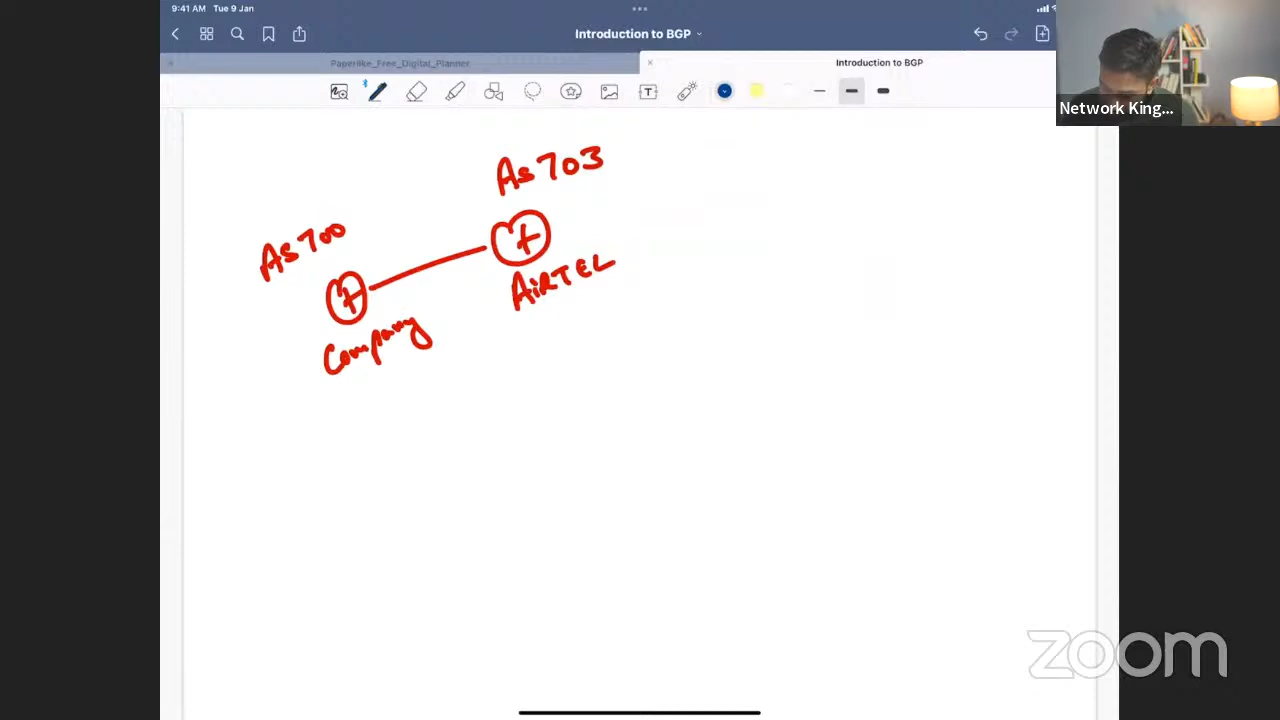 9:41 AM Tue 9 Jan
Introduction to BGP
Paperlike_Free_Digital_Planner
Introduction to BGP
Network King...
As703
As700
AiRTEL
Company
zoom